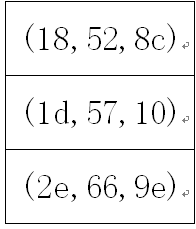 (18, 52, 8c)
(1d, 57, 10)
(2e, 66, 9e)